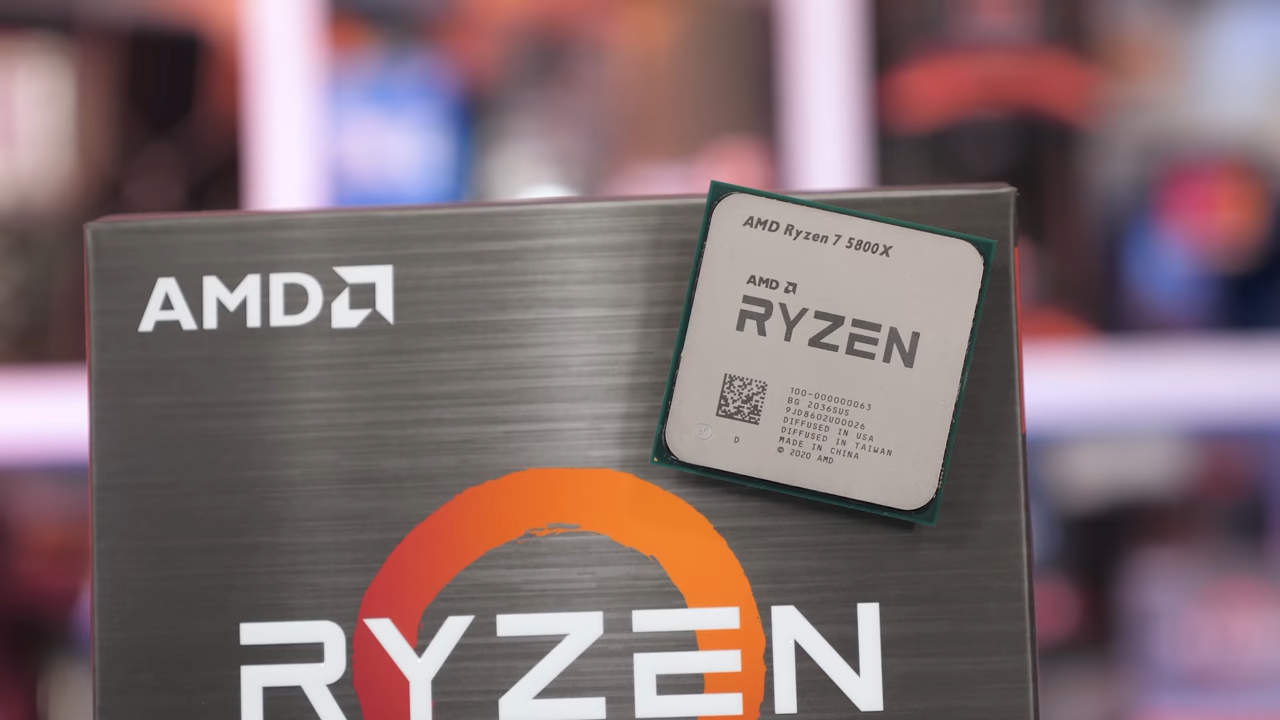 AMD
RYZEN
AMD Ryzen 7 5800X
AMD
RYZEN
100-000000063
BG 2036SUS
9JD8602U00026
DIFFUSED IN USA
DIFFUSED IN TAIWAN
MADE IN CHINA
© 2020 AMD
D